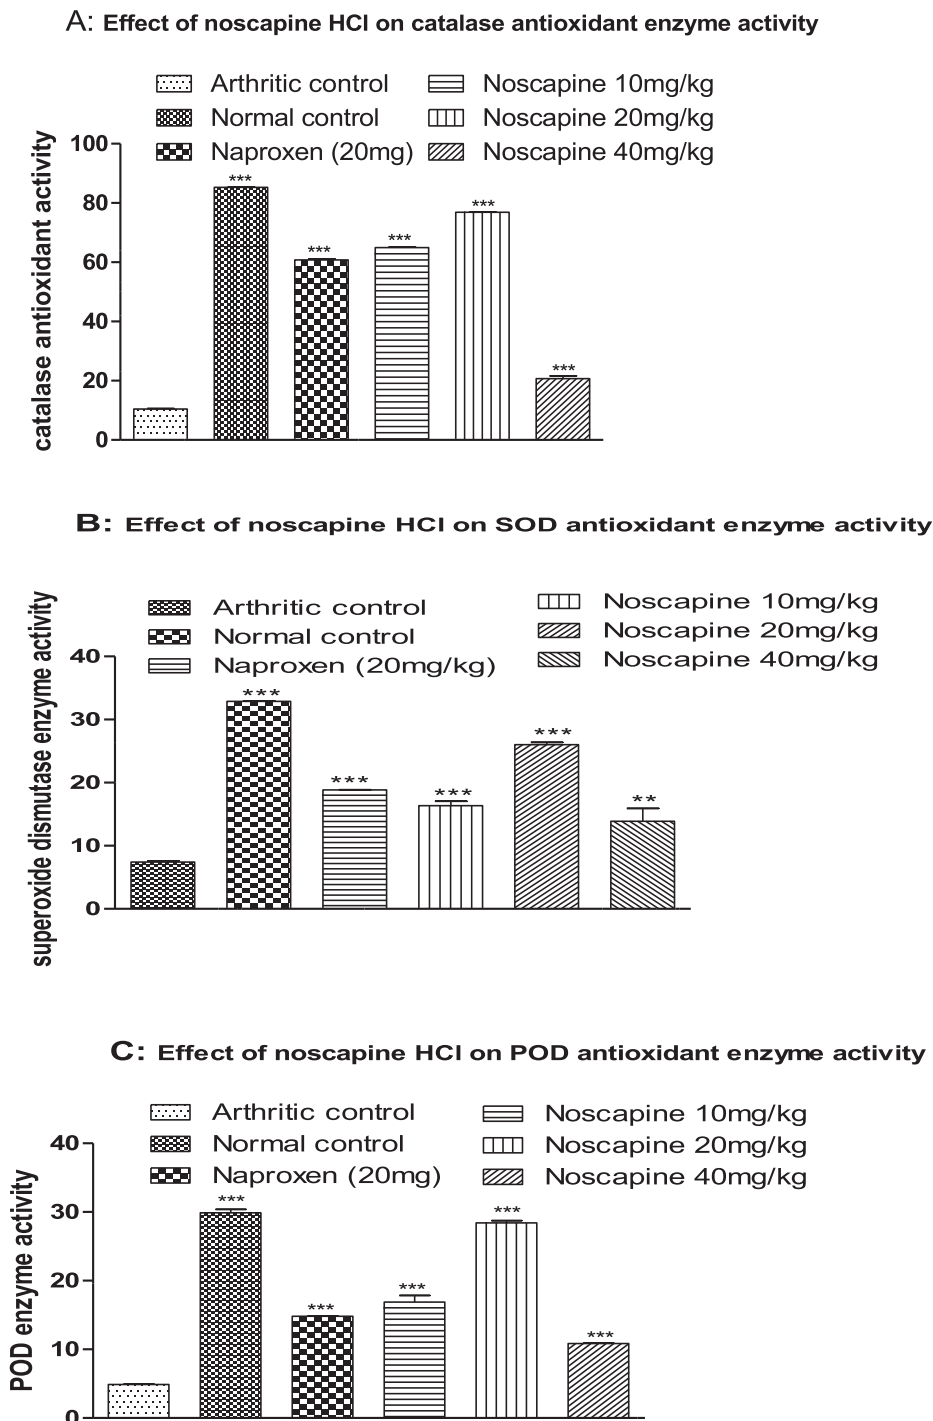 A: Effect of noscapine HCl on catalase antioxidant enzyme activity
Arthritic control
Normal control
Naproxen (20mg)
Noscapine 10mg/kg
Noscapine 20mg/kg
Noscapine 40mg/kg
catalase antioxidant activity
100
80
60
40
20
0
***
***
***
***
***
B: Effect of noscapine HCl on SOD antioxidant enzyme activity
Arthritic control
Normal control
Naproxen (20mg/kg)
Noscapine 10mg/kg
Noscapine 20mg/kg
Noscapine 40mg/kg
superoxide dismutase enzyme activity
40
30
20
10
0
***
***
***
***
**
C: Effect of noscapine HCl on POD antioxidant enzyme activity
Arthritic control
Normal control
Naproxen (20mg)
Noscapine 10mg/kg
Noscapine 20mg/kg
Noscapine 40mg/kg
POD enzyme activity
40
30
20
10
0
***
***
***
***
***